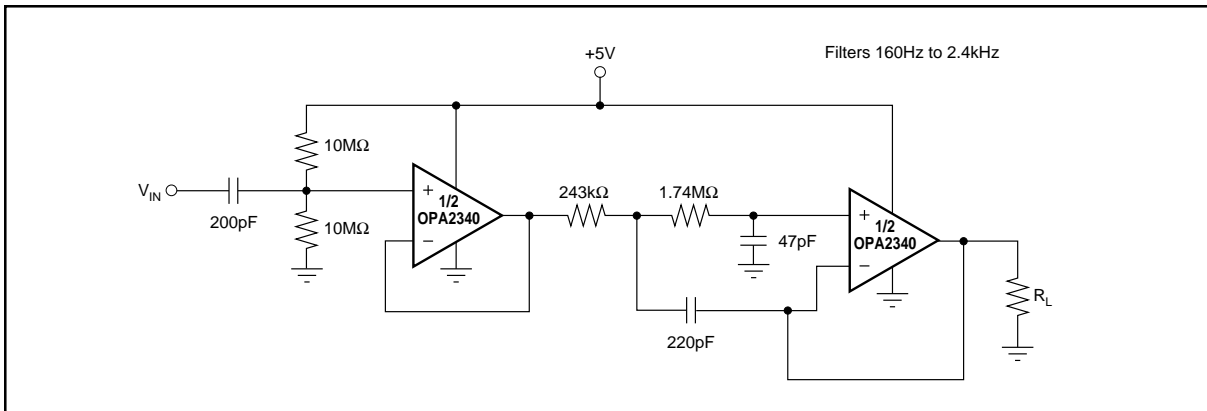 Filters 160Hz to 2.4kHz
+5V
10MΩ
V_IN
200pF
10MΩ
+
1/2
OPA2340
−
243kΩ
1.74MΩ
47pF
220pF
+
1/2
OPA2340
−
R_L